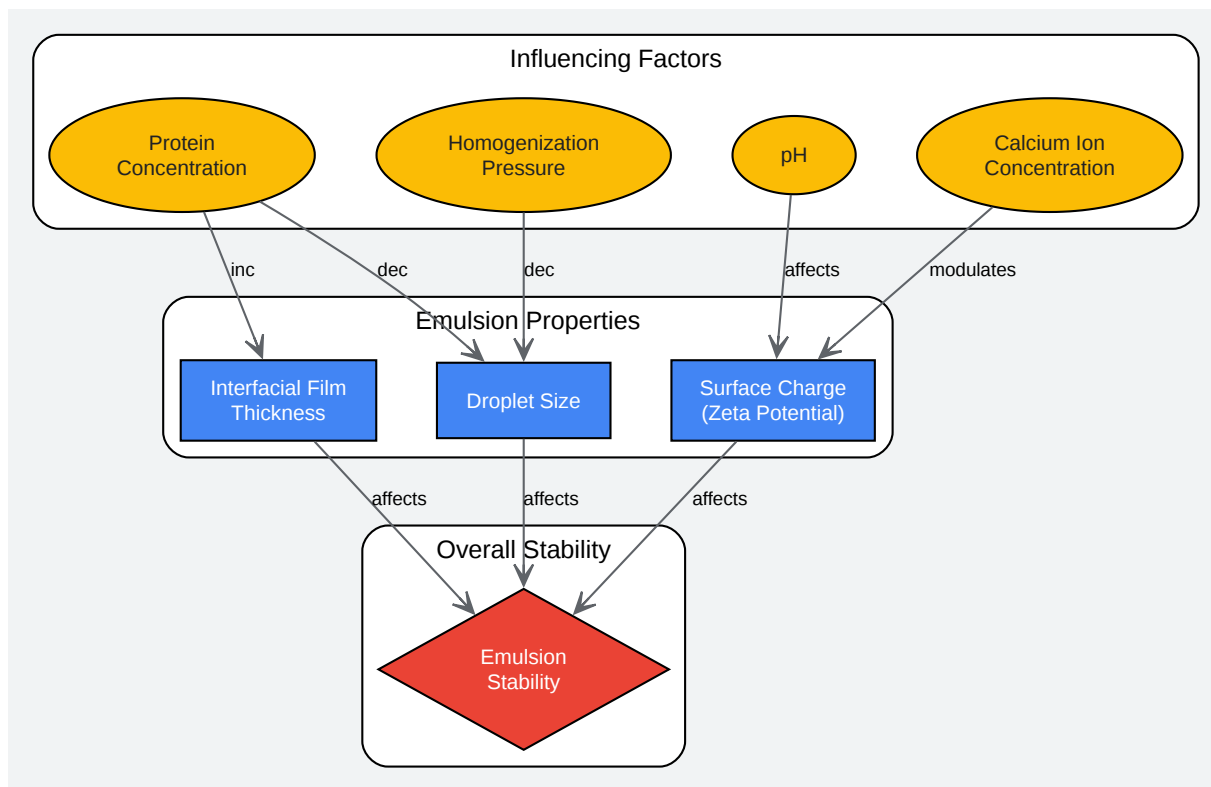 Influencing Factors
Protein
Concentration
Homogenization
Pressure
pH
Calcium Ion
Concentration
inc
dec
dec
affects
modulates
Emulsion Properties
Interfacial Film
Thickness
Droplet Size
Surface Charge
(Zeta Potential)
affects
affects
affects
Overall Stability
Emulsion
Stability